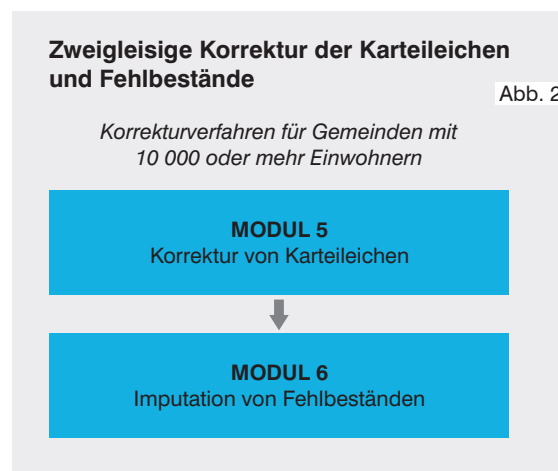 Zweigleisige Korrektur der Karteileichen
und Fehlbestände
Abb. 2
Korrekturverfahren für Gemeinden mit
10 000 oder mehr Einwohnern
MODUL 5
Korrektur von Karteileichen
MODUL 6
Imputation von Fehlbeständen